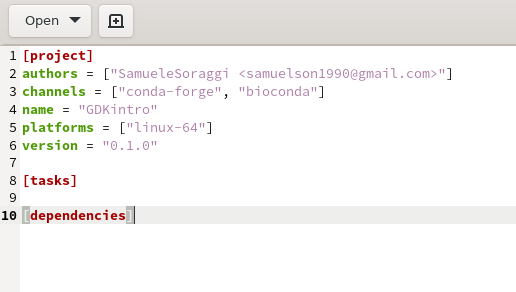 Open
1 [project]
2 authors = ["SamueleSoraggi <samuelson1990@gmail.com>"]
3 channels = ["conda-forge", "bioconda"]
4 name = "GDKintro"
5 platforms = ["linux-64"]
6 version = "0.1.0"
7
8 [tasks]
9
10 [dependencies]